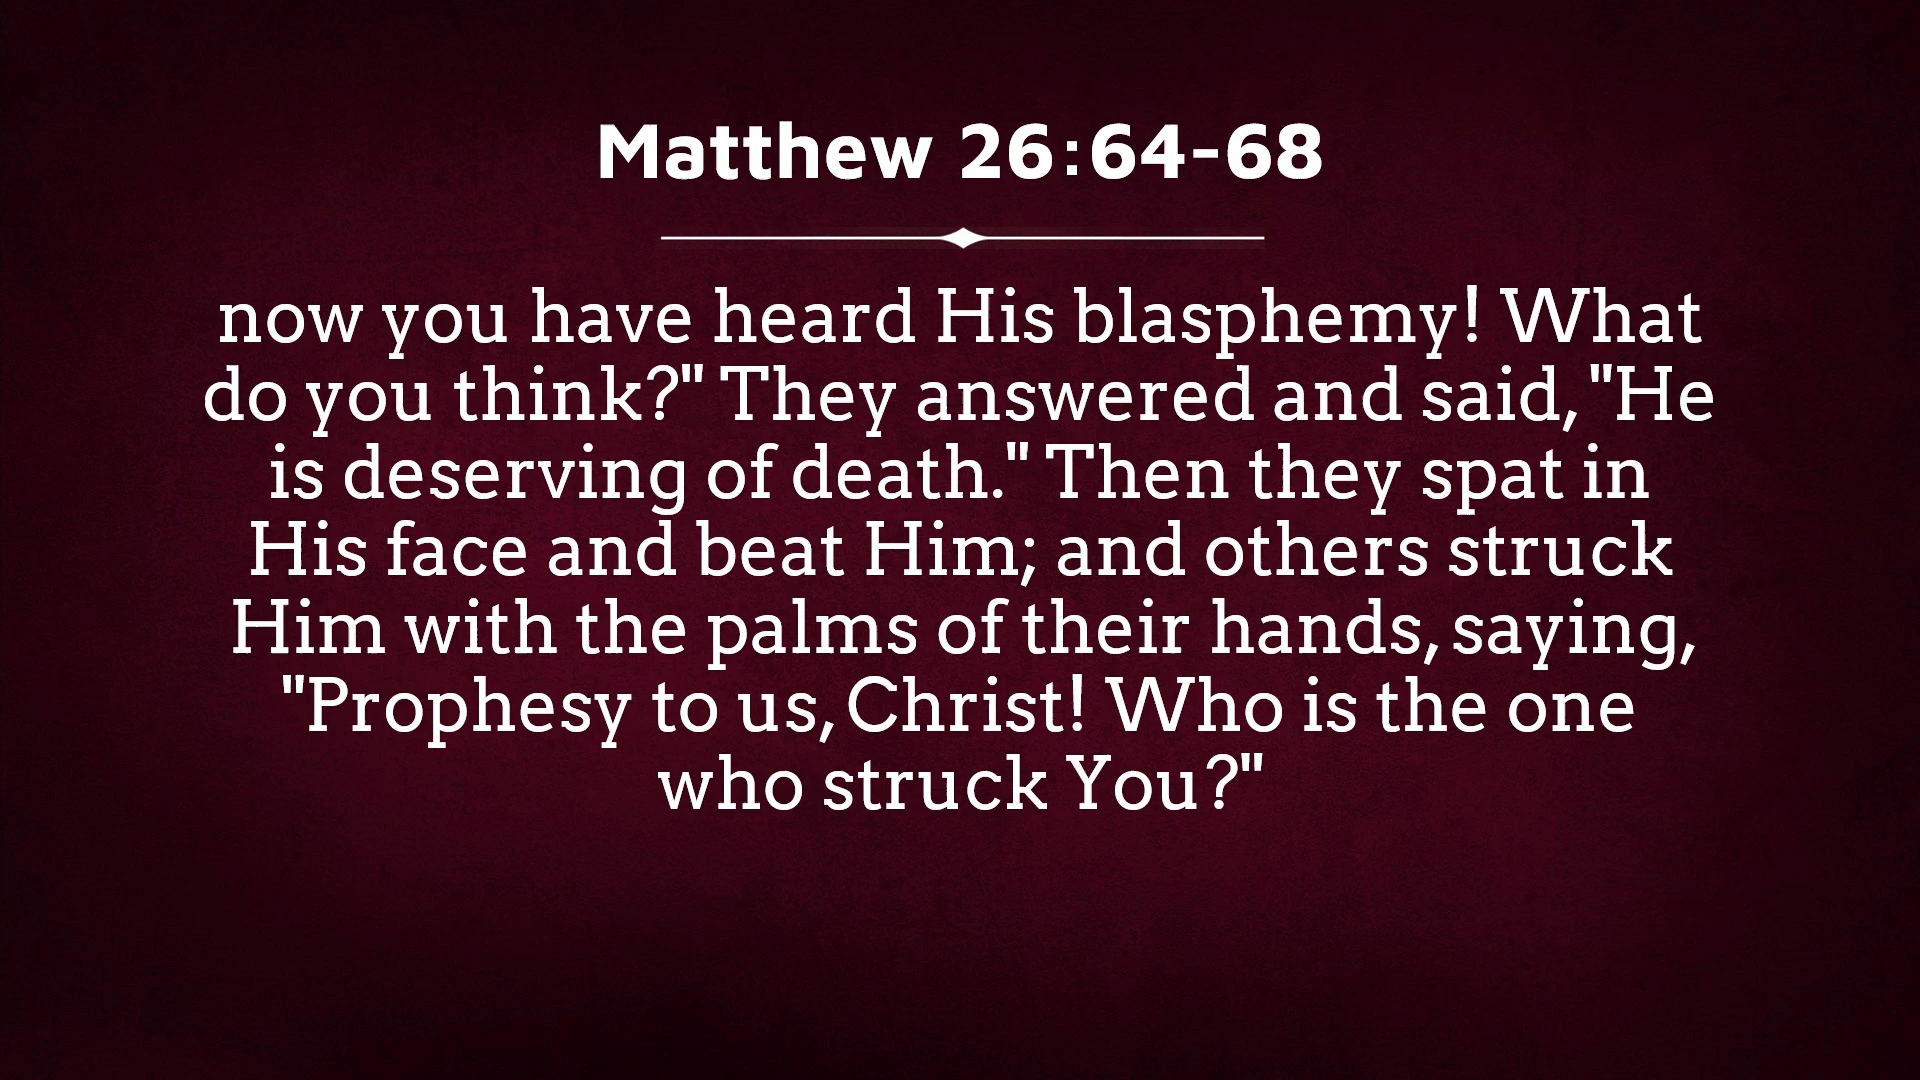 Matthew 26:64-68
now you have heard His blasphemy! What
do you think?" They answered and said, "He
is deserving of death." Then they spat in
His face and beat Him; and others struck
Him with the palms of their hands, saying,
"Prophesy to us, Christ! Who is the one
who struck You?"